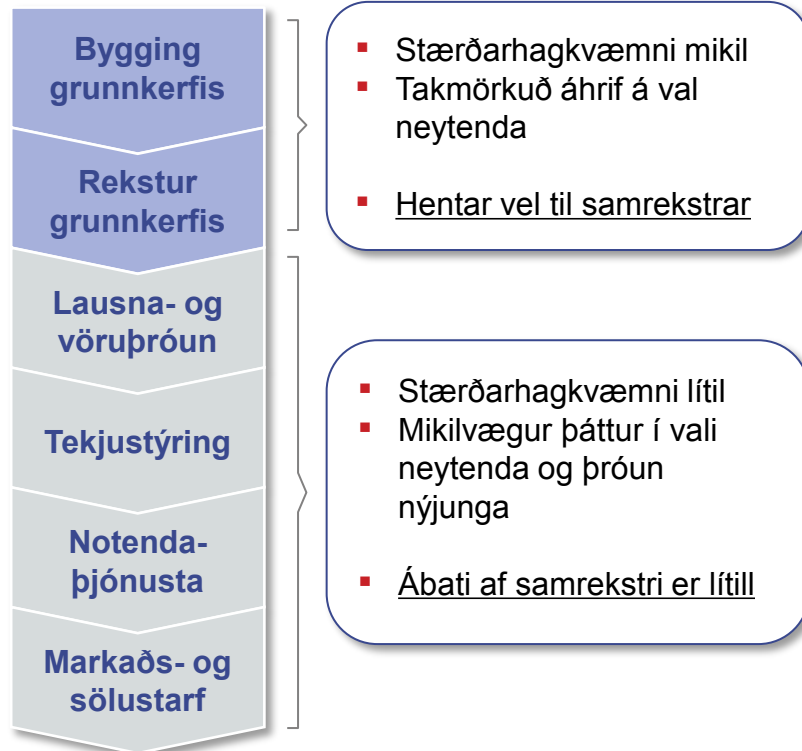 Bygging
grunnkerfis
Rekstur
grunnkerfis
Lausna- og
vöruþróun
Tekjustýring
Notenda-
þjónusta
Markaðs- og
sölustarf
▪ Stærðarhagkvæmni mikil
▪ Takmörkuð áhrif á val
neytenda
▪ Hentar vel til samrekstrar
▪ Stærðarhagkvæmni lítil
▪ Mikilvægur þáttur í vali
neytenda og þróun
nýjunga
▪ Ábati af samrekstri er lítill